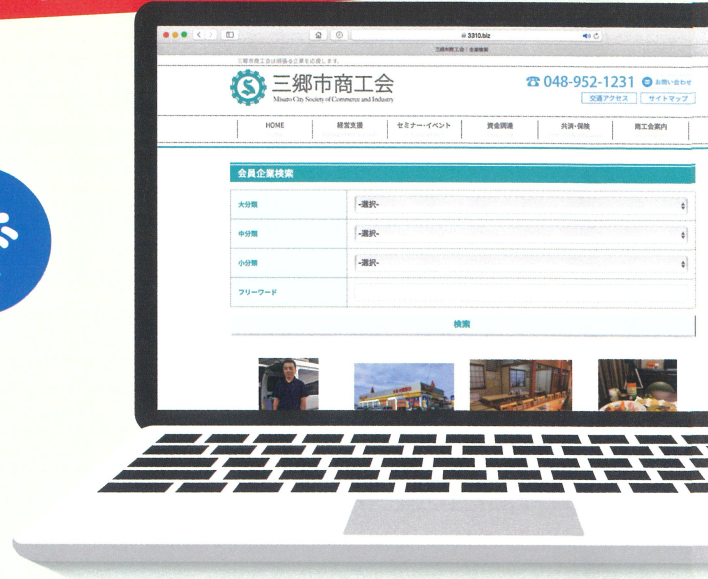 3310.biz
三郷市商工会｜会員検索
三郷市商工会は頑張る企業を応援します。
三郷市商工会
Misato City Society of Commerce and Industry
048-952-1231 お問い合わせ
交通アクセス サイトマップ
HOME 経営支援 セミナー・イベント 資金調達 共済・保険 商工会案内
会員企業検索
大分類 -選択-
中分類 -選択-
小分類 -選択-
フリーワード
検索